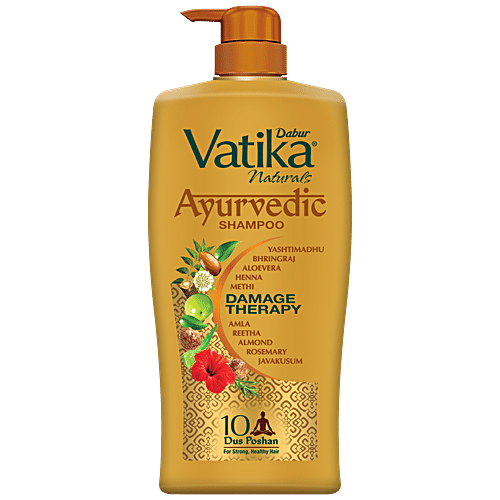 Dabur
Vatika®
Naturals
Ayurvedic
SHAMPOO
YASHTIMADHU
BHRINGRAJ
ALOEVERA
HENNA
METHI
DAMAGE
THERAPY
AMLA
REETHA
ALMOND
ROSEMARY
JAVAKUSUM
10
Dus Poshan
For Strong, Healthy Hair